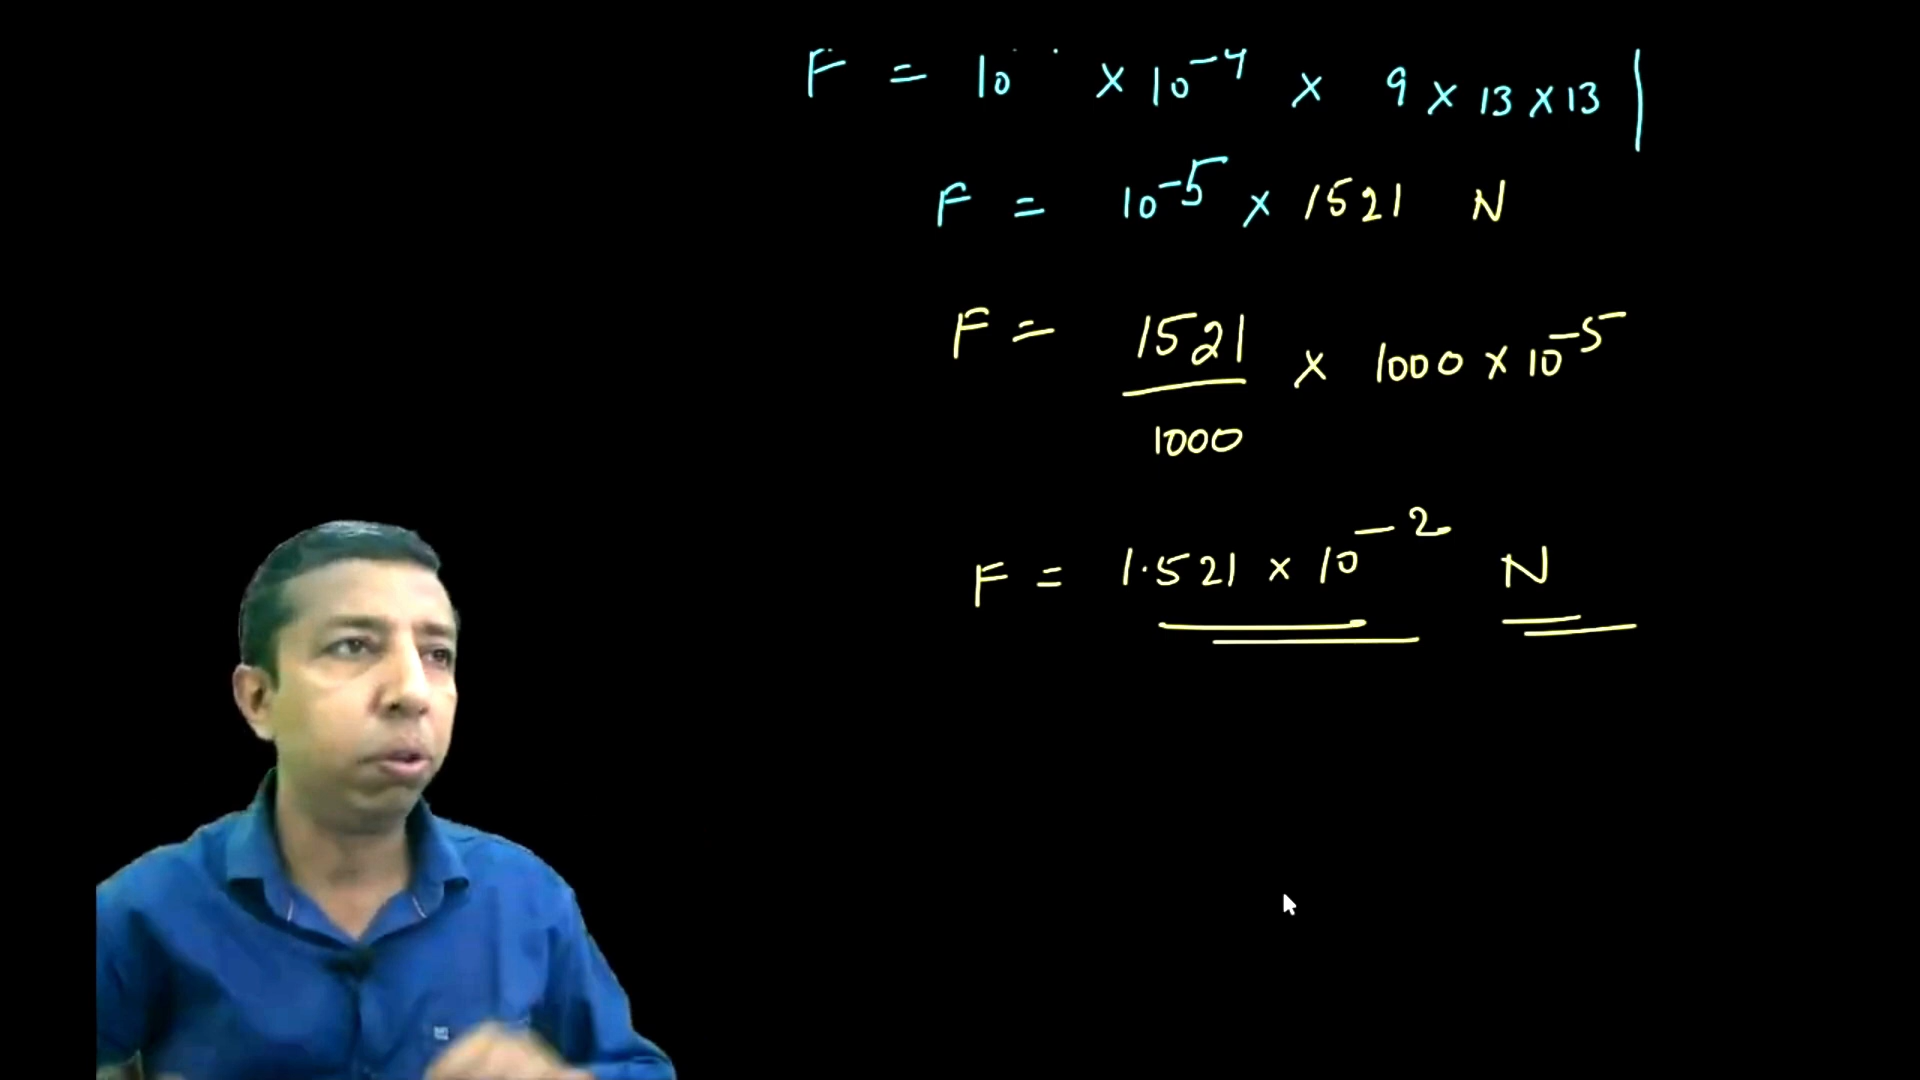 F = 10 × 10⁻⁴ × 9 × 13 × 13
F = 10⁻⁵ × 1521 N
F = 1521/1000 × 1000 × 10⁻⁵
F = 1.521 × 10⁻² N